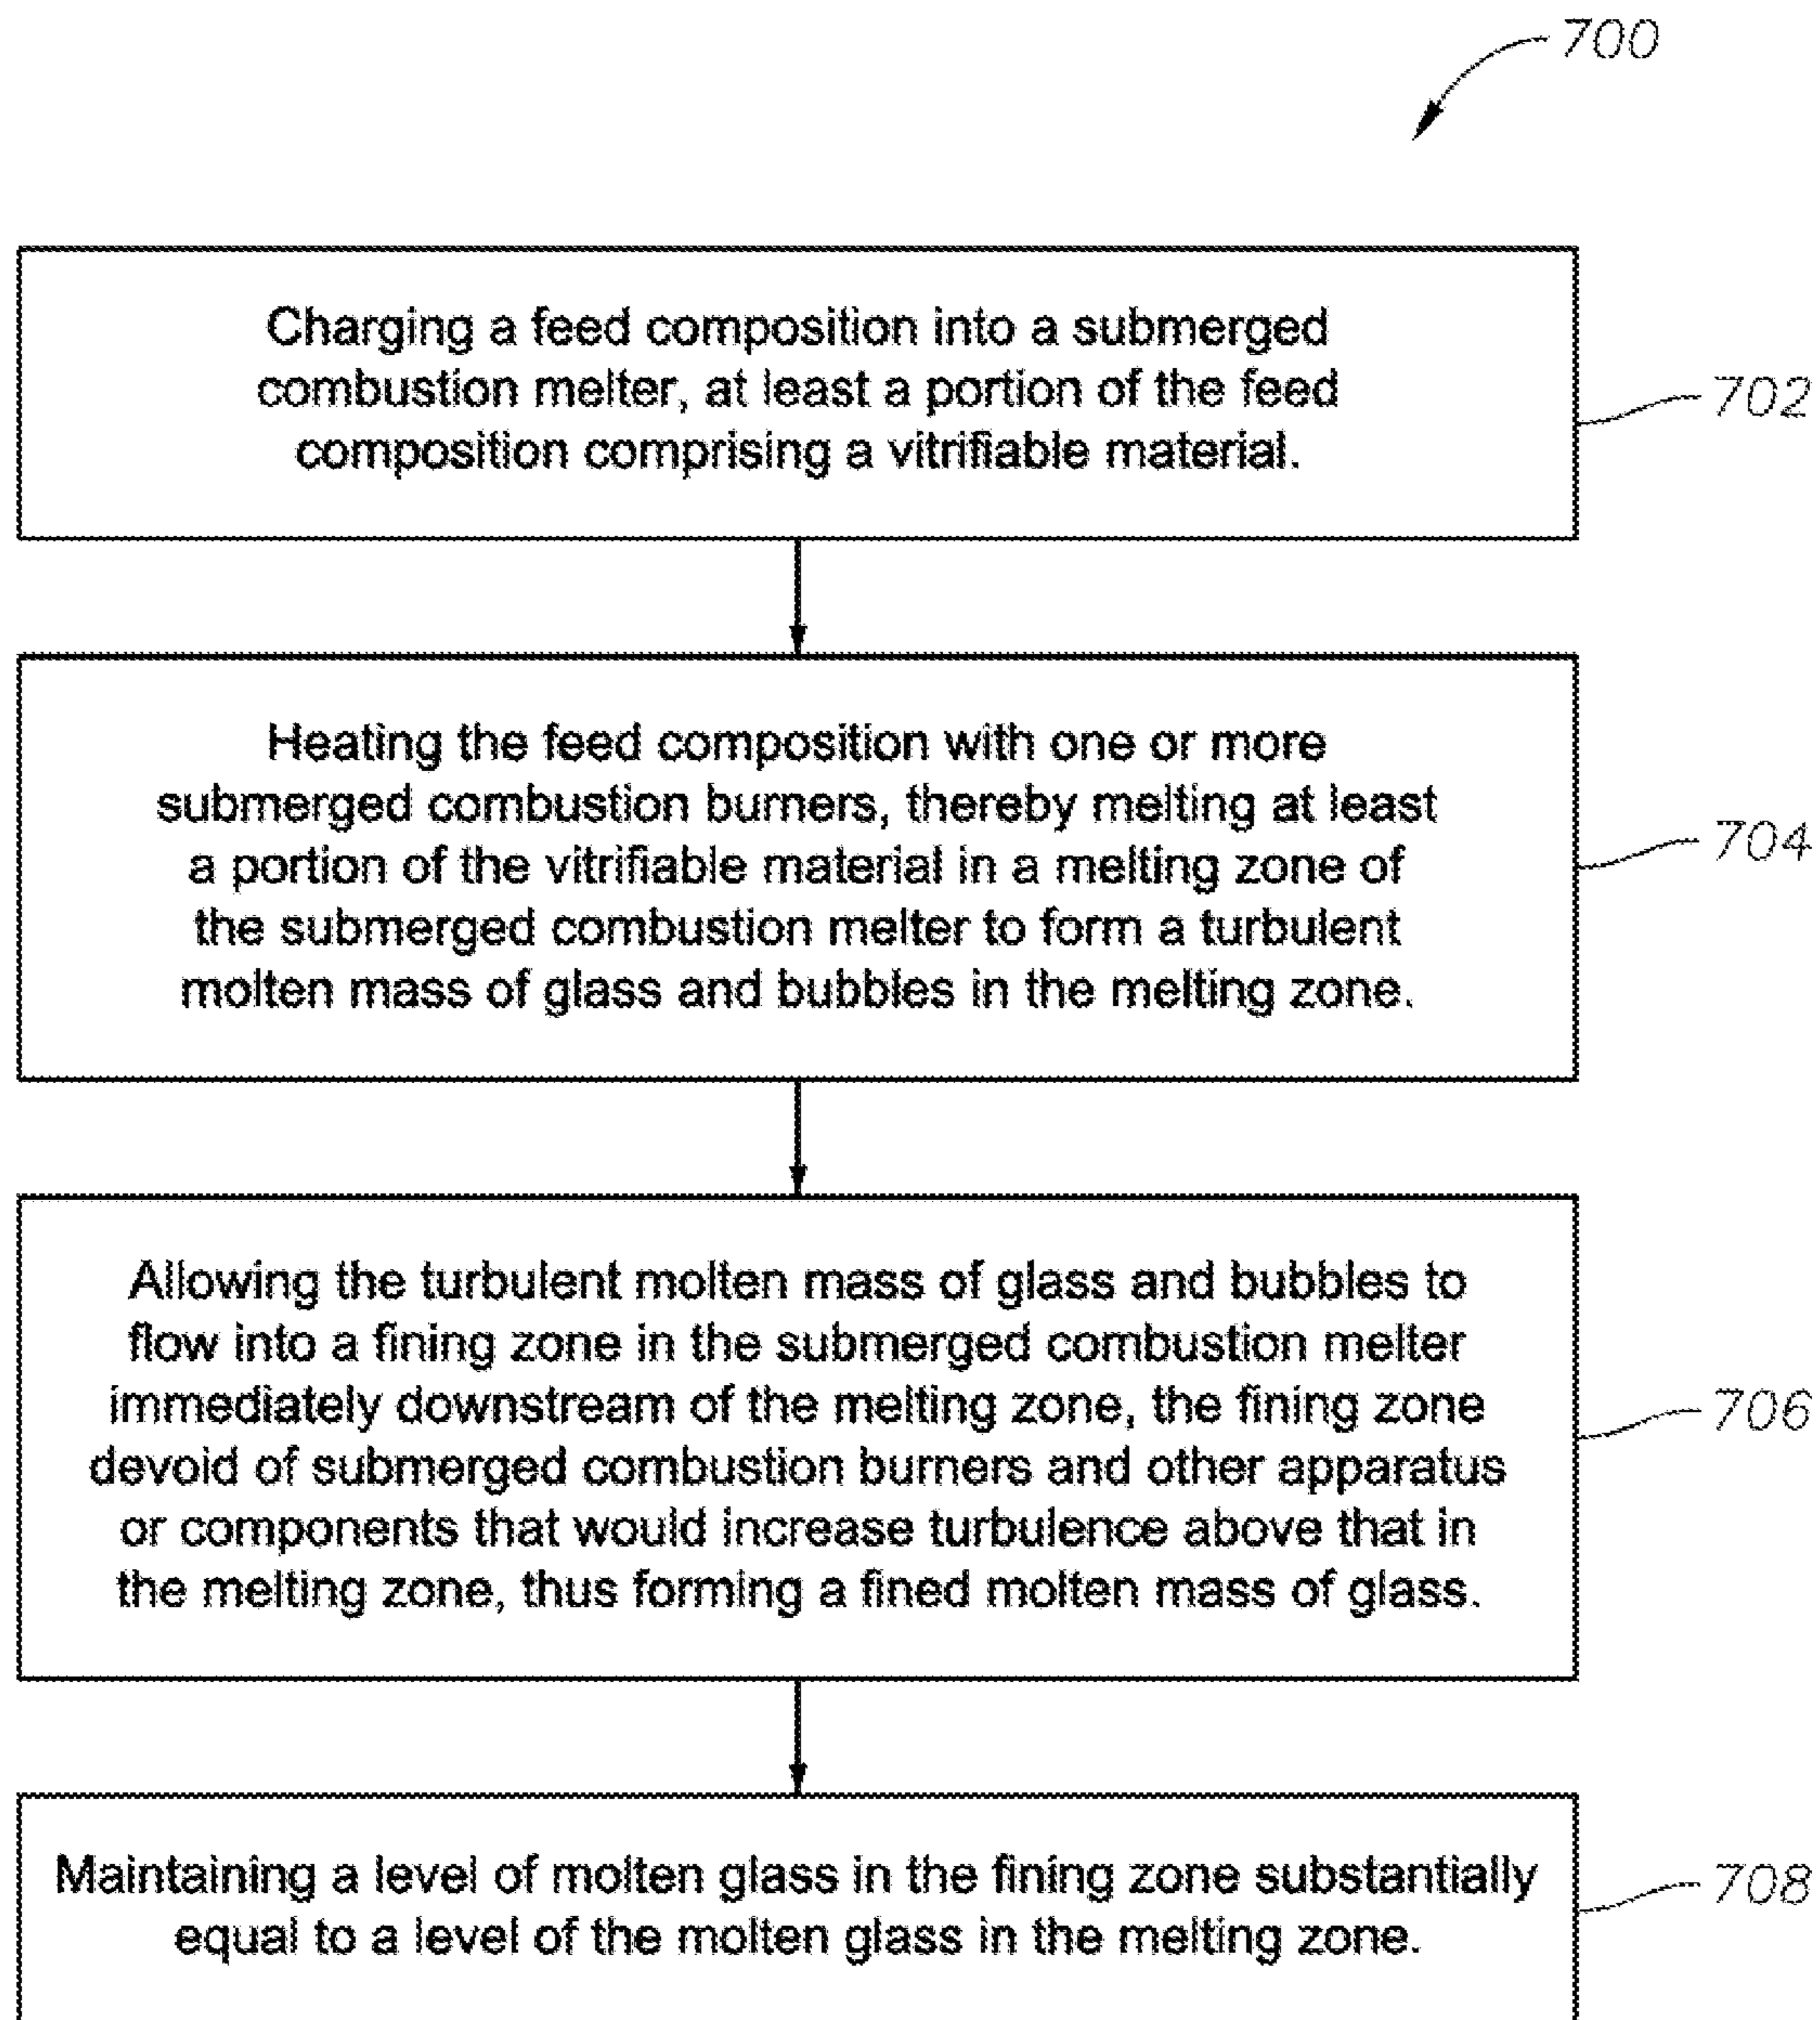 700
Charging a feed composition into a submerged
combustion melter, at least a portion of the feed
composition comprising a vitrifiable material.
702
Heating the feed composition with one or more
submerged combustion burners, thereby melting at least
a portion of the vitrifiable material in a melting zone of
the submerged combustion melter to form a turbulent
molten mass of glass and bubbles in the melting zone.
704
Allowing the turbulent molten mass of glass and bubbles to
flow into a fining zone in the submerged combustion melter
immediately downstream of the melting zone, the fining zone
devoid of submerged combustion burners and other apparatus
or components that would increase turbulence above that in
the melting zone, thus forming a fined molten mass of glass.
706
Maintaining a level of molten glass in the fining zone substantially
equal to a level of the molten glass in the melting zone.
708